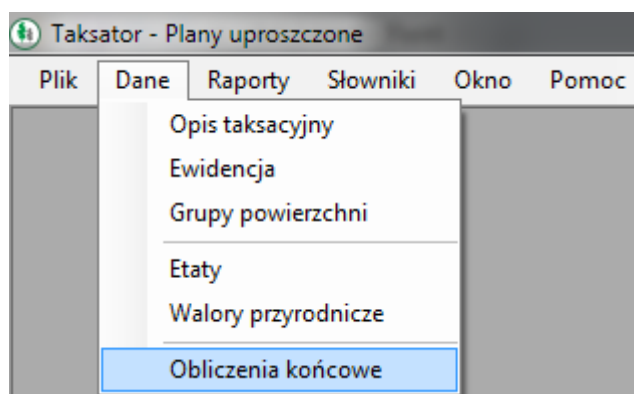 Taksator - Plany uproszczone
Plik Dane Raporty Słowniki Okno Pomoc
Opis taksacyjny
Ewidencja
Grupy powierzchni
Etaty
Walory przyrodnicze
Obliczenia końcowe